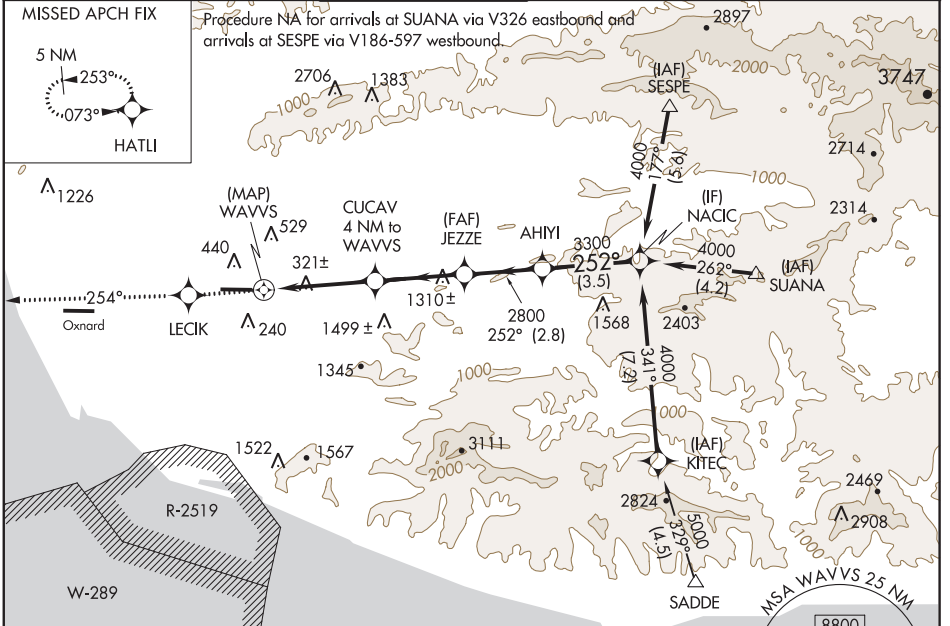 MISSED APCH FIX
5 NM
253°
073°
HATLI
Procedure NA for arrivals at SUANA via V326 eastbound and
arrivals at SESPE via V186-597 westbound.
2897
2000
3747
2706
1383
1000
(IAF)
SESPE
4000
177°
(5.6)
2714
1000
1226
(MAP)
WAVVS
529
440
CUCAV
4 NM to
WAVVS
(FAF)
JEZZE
AHIYI
(IF)
NACIC
2314
3300
252°
(3.5)
4000
262°
(4.2)
(IAF)
SUANA
321±
1310±
254°
Oxnard
LECIK
240
1499±
2800
252° (2.8)
1568
2403
1345
1000
4000
341°
(7.2)
1000
(IAF)
KITEC
1522
1567
3111
2000
2824
2469
2908
1000
R-2519
5000
329°
(4.5)
W-289
SADDE
MSA WAVVS 25 NM
8800